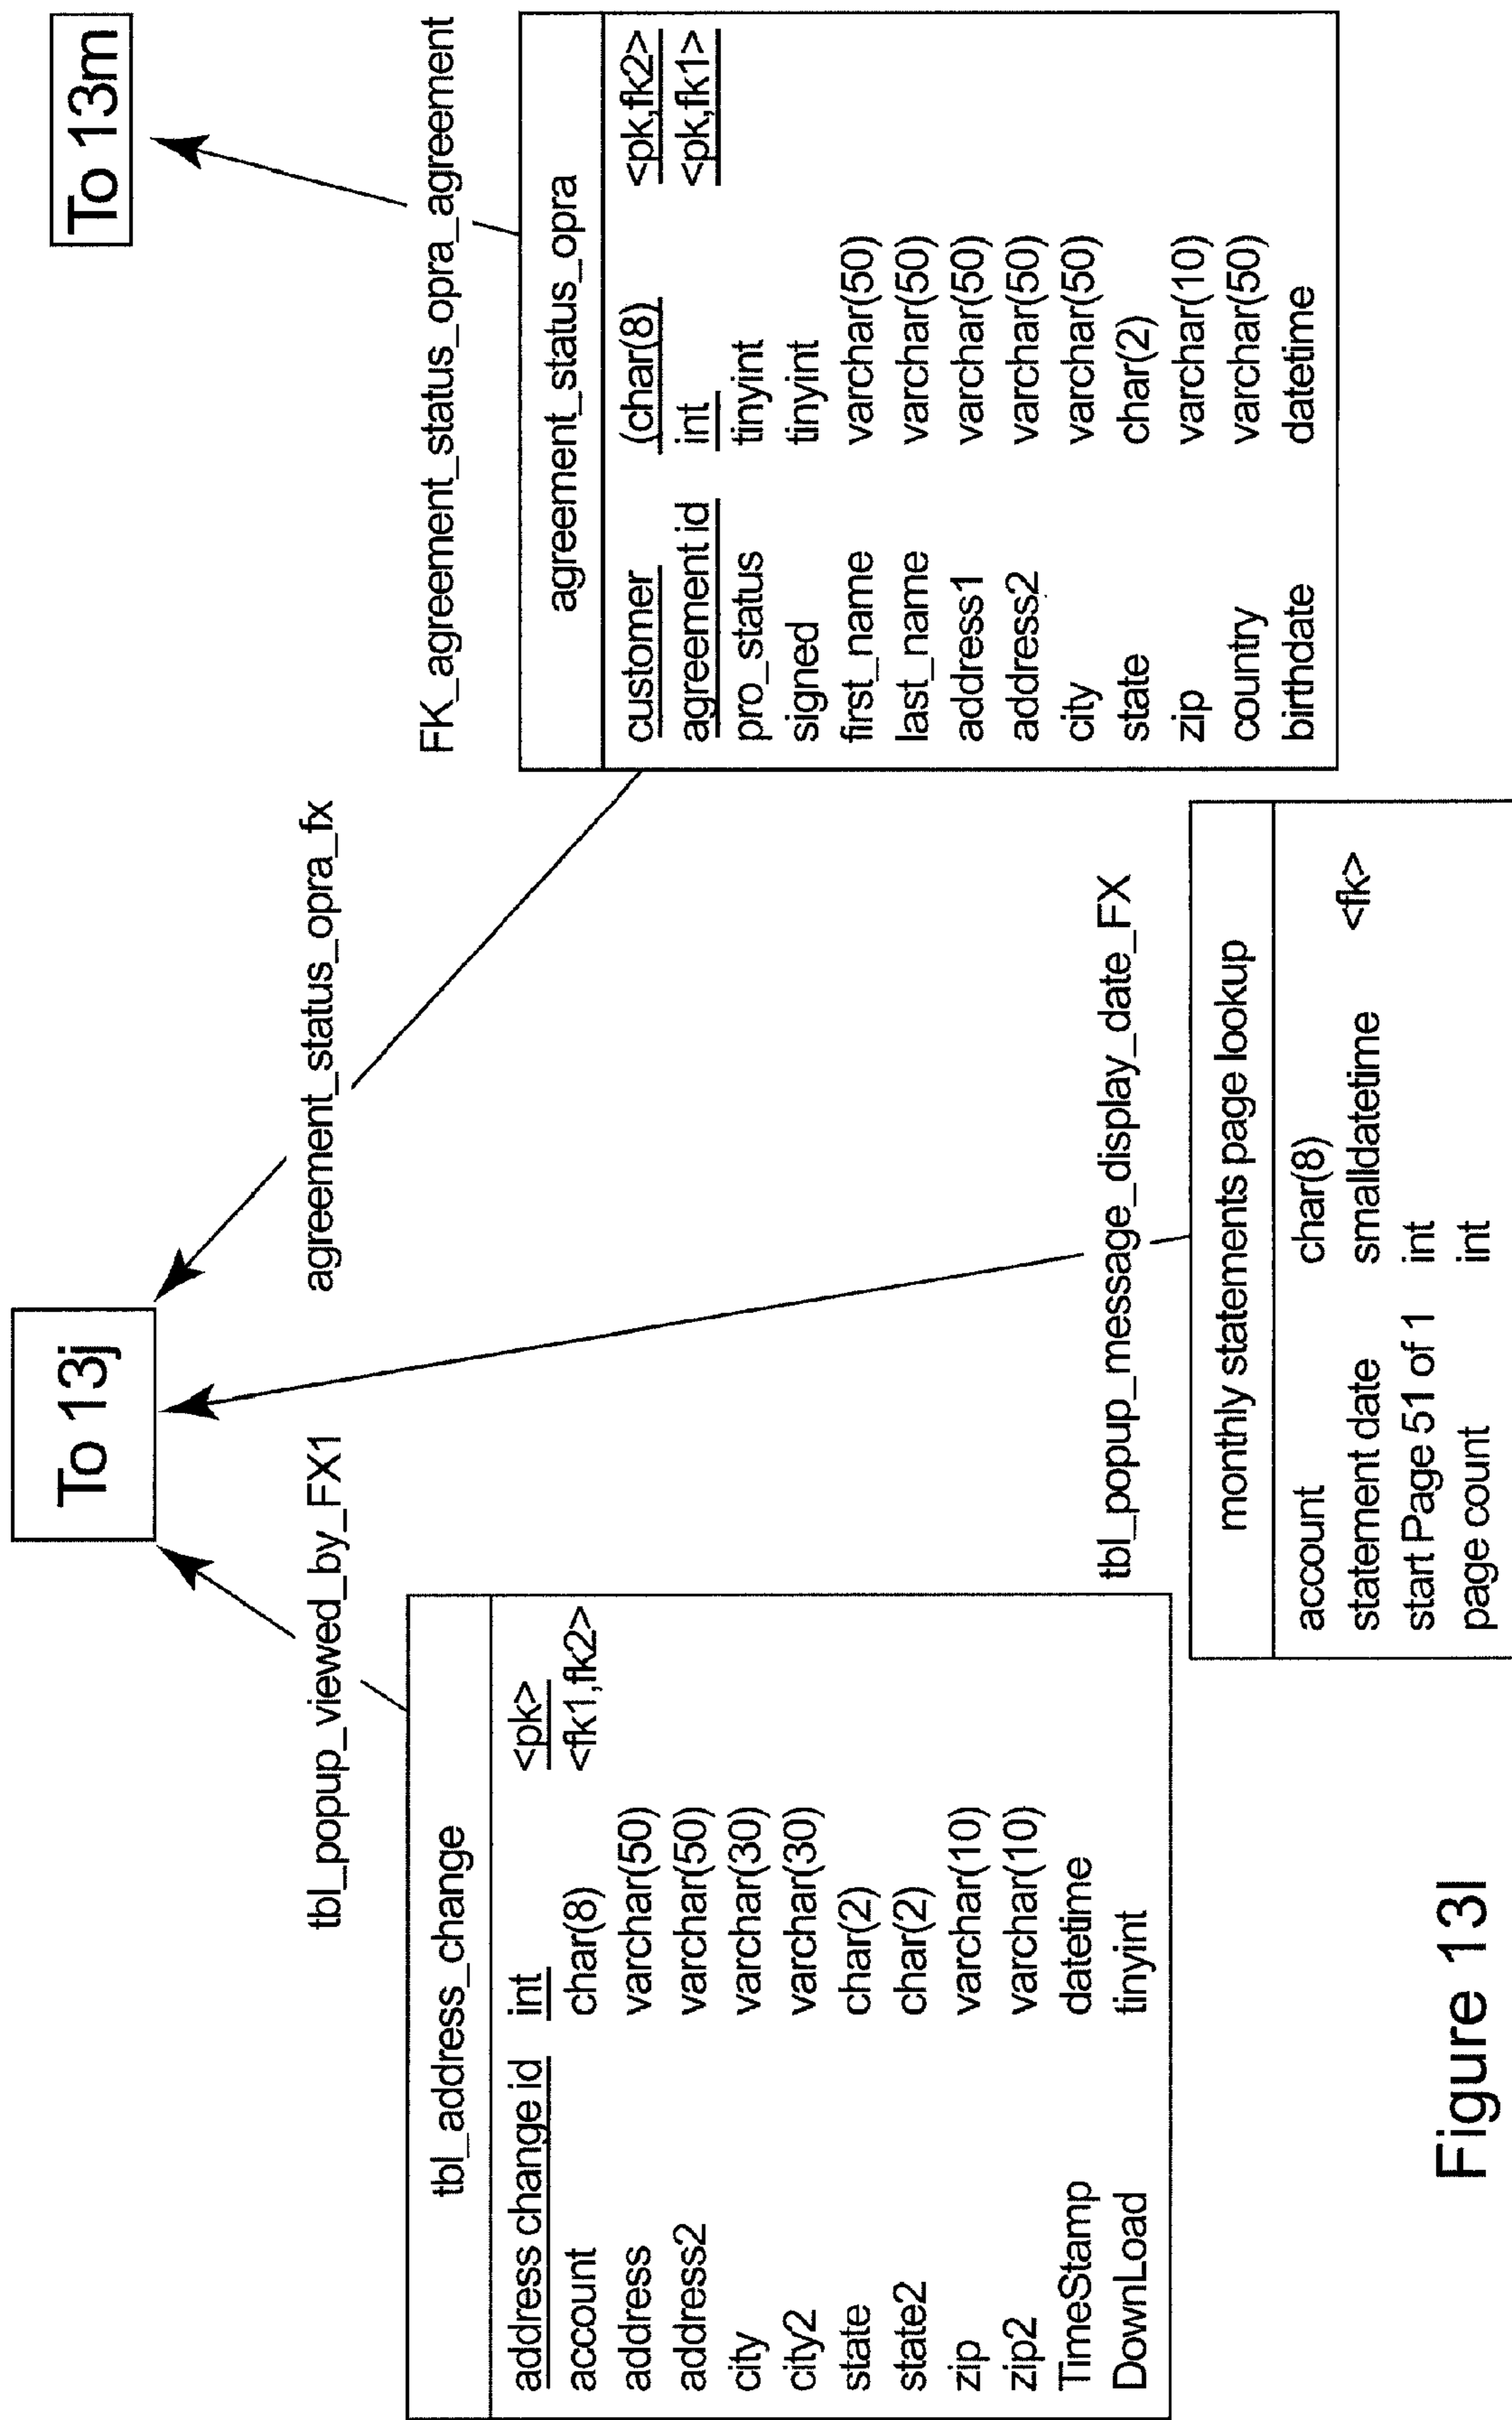 To 13j
To 13m
tbl_popup_viewed_by_FX1
agreement_status_opra_fx
FK_agreement_status_opra_agreement
tbl_address_change
address change id int <pk>
account char(8) <fk1,fk2>
address varchar(50)
address2 varchar(50)
city varchar(30)
city2 varchar(30)
state char(2)
state2 char(2)
zip varchar(10)
zip2 varchar(10)
TimeStamp datetime
DownLoad tinyint
agreement_status_opra
customer (char(8) <pk,fk2>
agreement id int <pk,fk1>
pro_status tinyint
signed tinyint
first_name varchar(50)
last_name varchar(50)
address1 varchar(50)
address2 varchar(50)
city varchar(50)
state char(2)
zip varchar(10)
country varchar(50)
birthdate datetime
tbl_popup_message_display_date_FX
monthly statements page lookup
account char(8)
statement date smalldatetime <fk>
start Page 51 of 1 int
page count int
Figure 13l